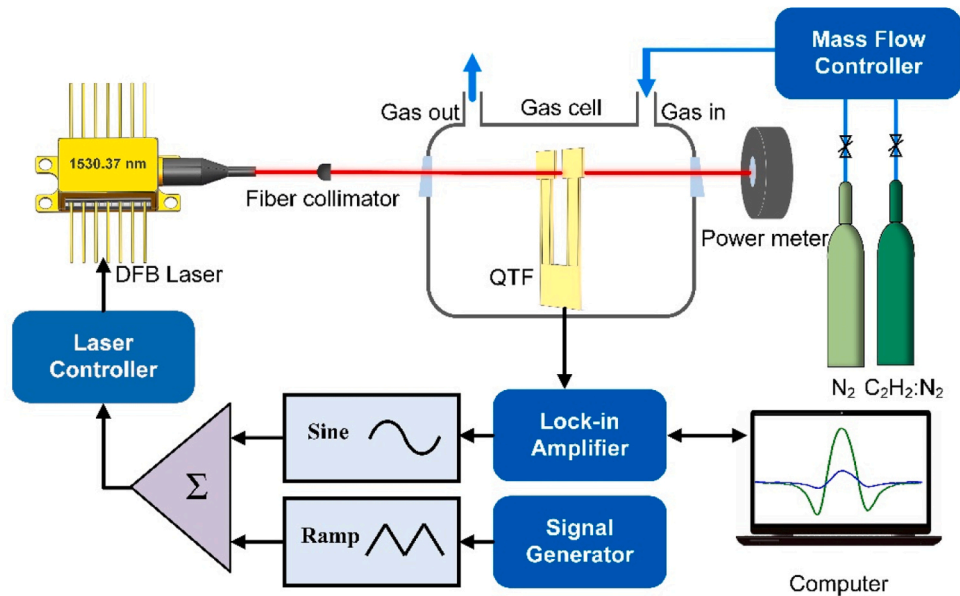 Mass Flow
Controller
Gas out
Gas cell
Gas in
1530.37 nm
Fiber collimator
Power meter
DFB Laser
QTF
Laser
Controller
N₂
C₂H₂:N₂
Sine
Lock-in
Amplifier
Σ
Ramp
Signal
Generator
Computer